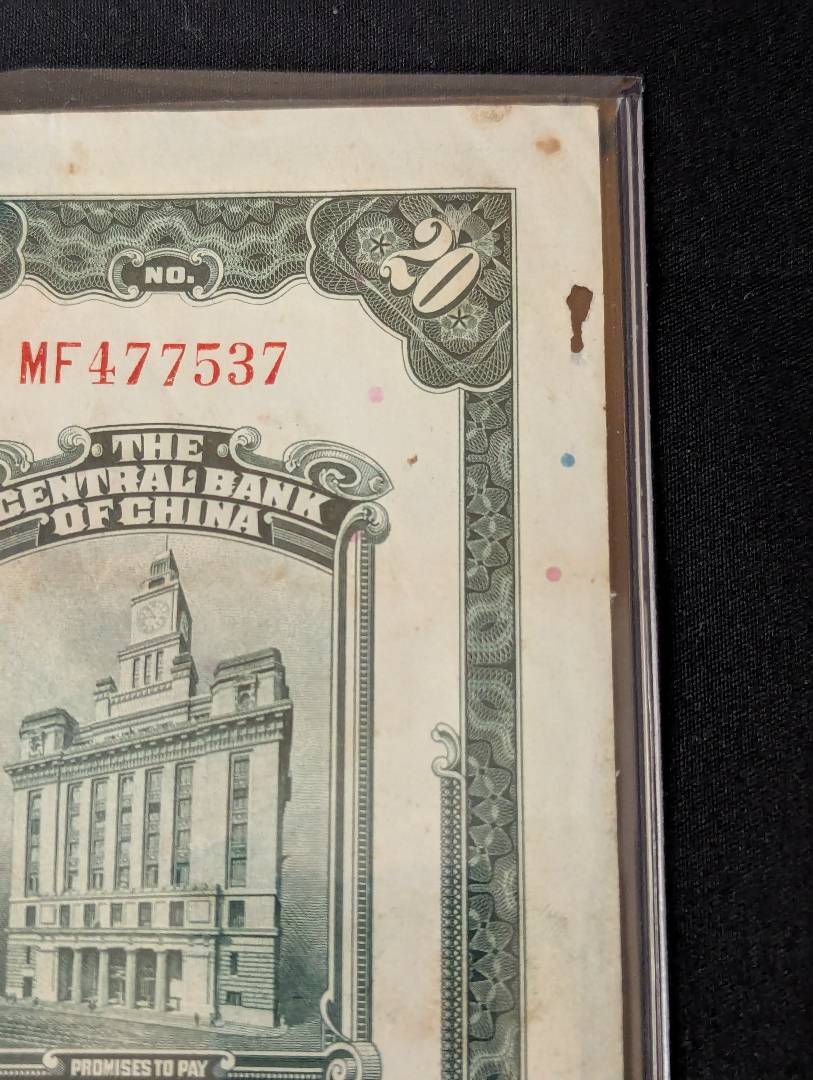 20
NO.
MF477537
THE
CENTRAL BANK
OF CHINA
PROMISES TO PAY